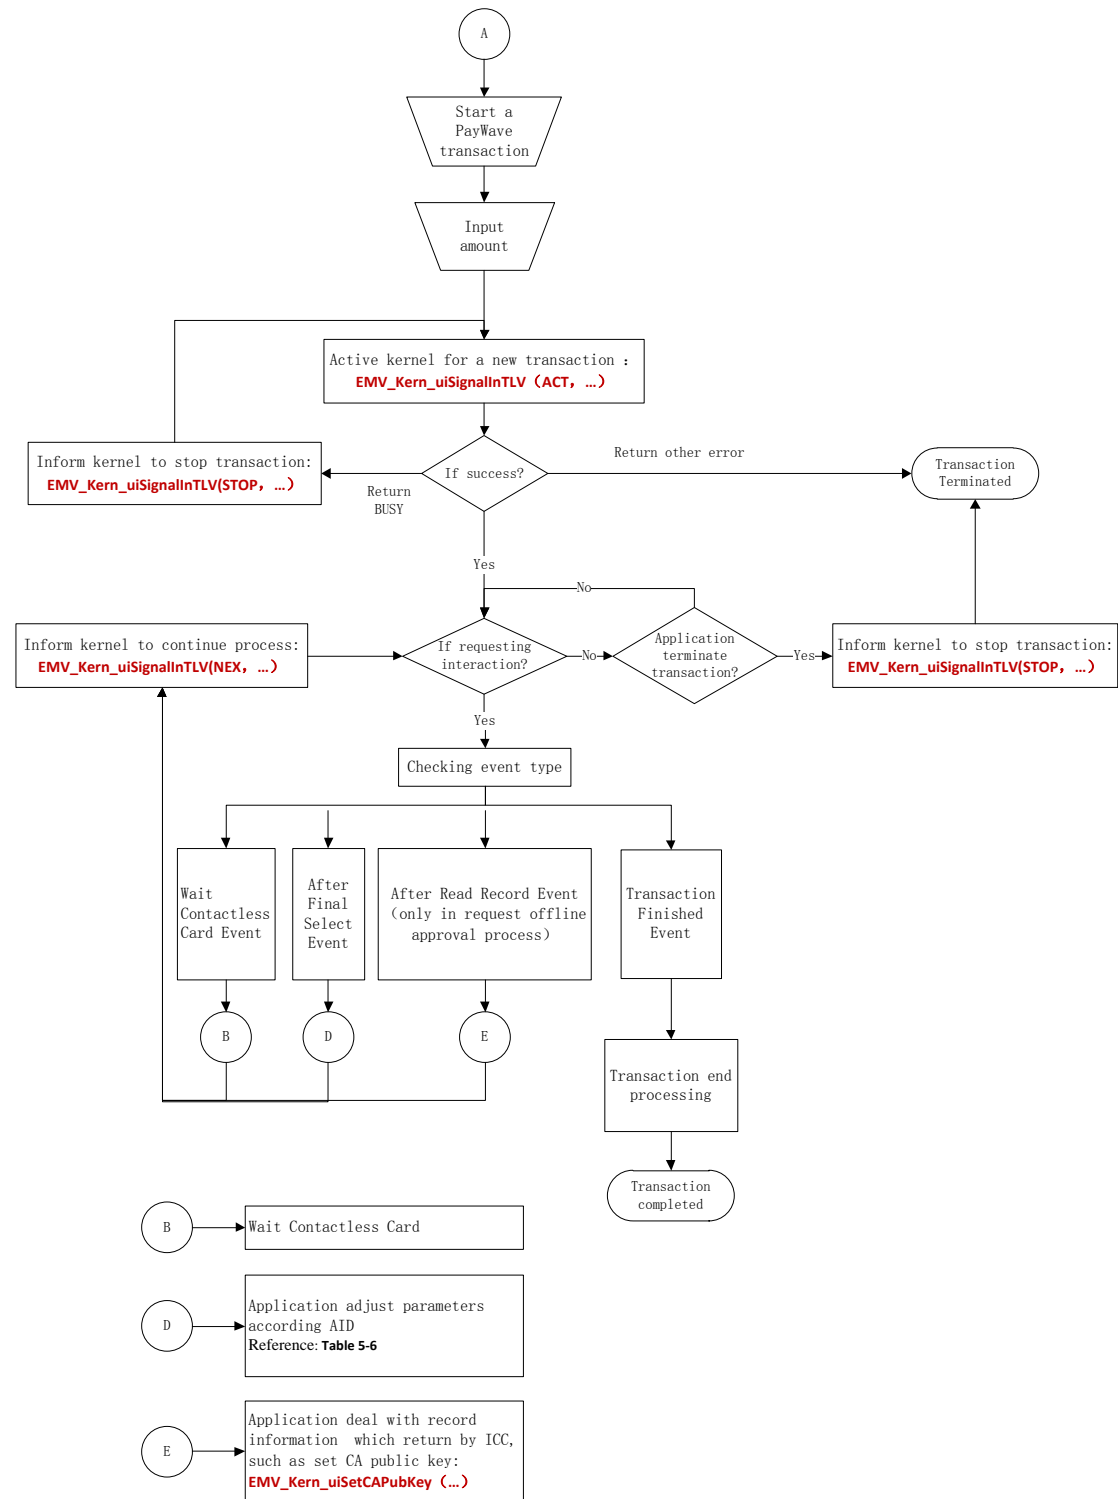 A
Start a
PayWave
transaction
Input
amount
Active kernel for a new transaction :
EMV_Kern_uiSignalInTLV（ACT, …)
If success?
Return other error
Transaction
Terminated
Inform kernel to stop transaction:
EMV_Kern_uiSignalInTLV(STOP, …)
Return
BUSY
Yes
No
Inform kernel to continue process:
EMV_Kern_uiSignalInTLV(NEX, …)
If requesting
interaction?
No
Application
terminate
transaction?
Yes
Inform kernel to stop transaction:
EMV_Kern_uiSignalInTLV(STOP, …)
Yes
Checking event type
Wait
Contactless
Card Event
After
Final
Select
Event
After Read Record Event
（only in request offline
approval process）
Transaction
Finished
Event
B
D
E
Transaction end
processing
Transaction
completed
B
Wait Contactless Card
D
Application adjust parameters
according AID
Reference: Table 5-6
E
Application deal with record
information which return by ICC,
such as set CA public key:
EMV_Kern_uiSetCAPubKey（…)